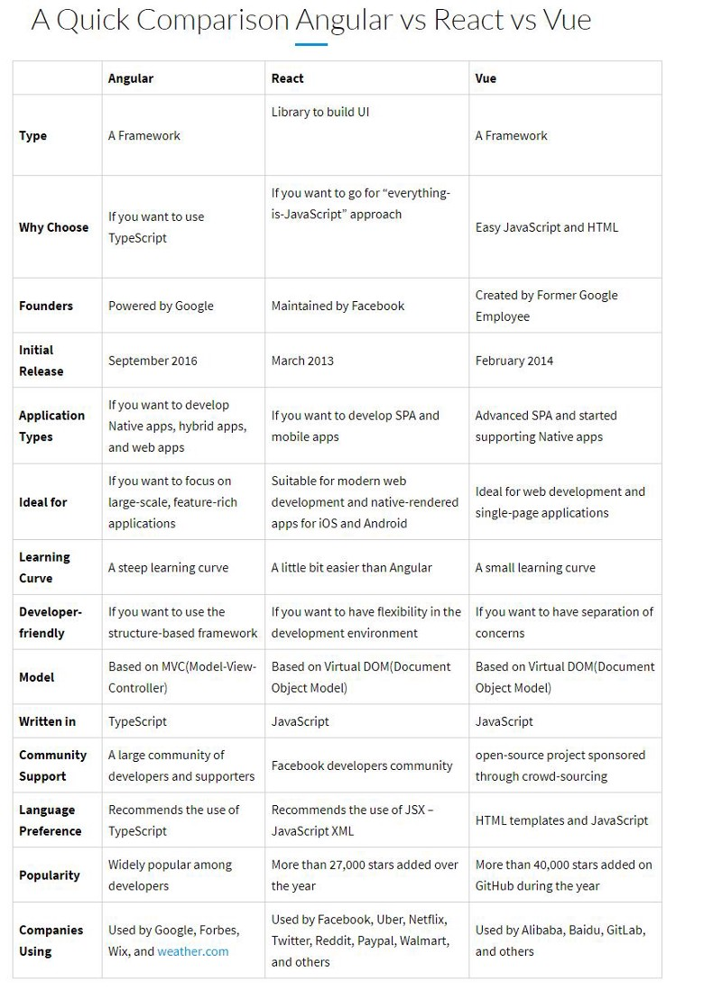 A Quick Comparison Angular vs React vs Vue
Angular
React
Vue
Type
A Framework
Library to build UI
A Framework
Why Choose
If you want to use
TypeScript
If you want to go for “everything-
is-JavaScript” approach
Easy JavaScript and HTML
Founders
Powered by Google
Maintained by Facebook
Created by Former Google
Employee
Initial
Release
September 2016
March 2013
February 2014
Application
Types
If you want to develop
Native apps, hybrid apps,
and web apps
If you want to develop SPA and
mobile apps
Advanced SPA and started
supporting Native apps
Ideal for
If you want to focus on
large-scale, feature-rich
applications
Suitable for modern web
development and native-rendered
apps for iOS and Android
Ideal for web development and
single-page applications
Learning
Curve
A steep learning curve
A little bit easier than Angular
A small learning curve
Developer-
friendly
If you want to use the
structure-based framework
If you want to have flexibility in the
development environment
If you want to have separation of
concerns
Model
Based on MVC(Model-View-
Controller)
Based on Virtual DOM(Document
Object Model)
Based on Virtual DOM(Document
Object Model)
Written in
TypeScript
JavaScript
JavaScript
Community
Support
A large community of
developers and supporters
Facebook developers community
open-source project sponsored
through crowd-sourcing
Language
Preference
Recommends the use of
TypeScript
Recommends the use of JSX –
JavaScript XML
HTML templates and JavaScript
Popularity
Widely popular among
developers
More than 27,000 stars added over
the year
More than 40,000 stars added on
GitHub during the year
Companies
Using
Used by Google, Forbes,
Wix, and weather.com
Used by Facebook, Uber, Netflix,
Twitter, Reddit, Paypal, Walmart,
and others
Used by Alibaba, Baidu, GitLab,
and others